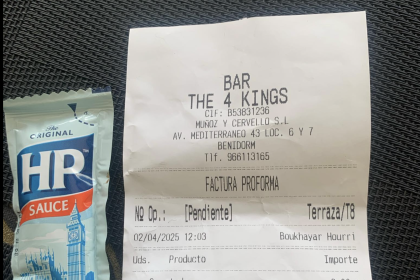 The
ORIGINAL
HP
SAUCE
BAR
THE 4 KINGS
CIF: B53831236
MUÑOZ Y CERVELLO S.L
AV. MEDITERRANEO 43 LOC. 6 Y 7
BENIDORM
Tlf. 966113165
FACTURA PROFORMA
Nº Op.: [Pendiente] Terraza/T8
02/04/2025 12:03 Boukhayar Hourri
Uds. Producto Importe